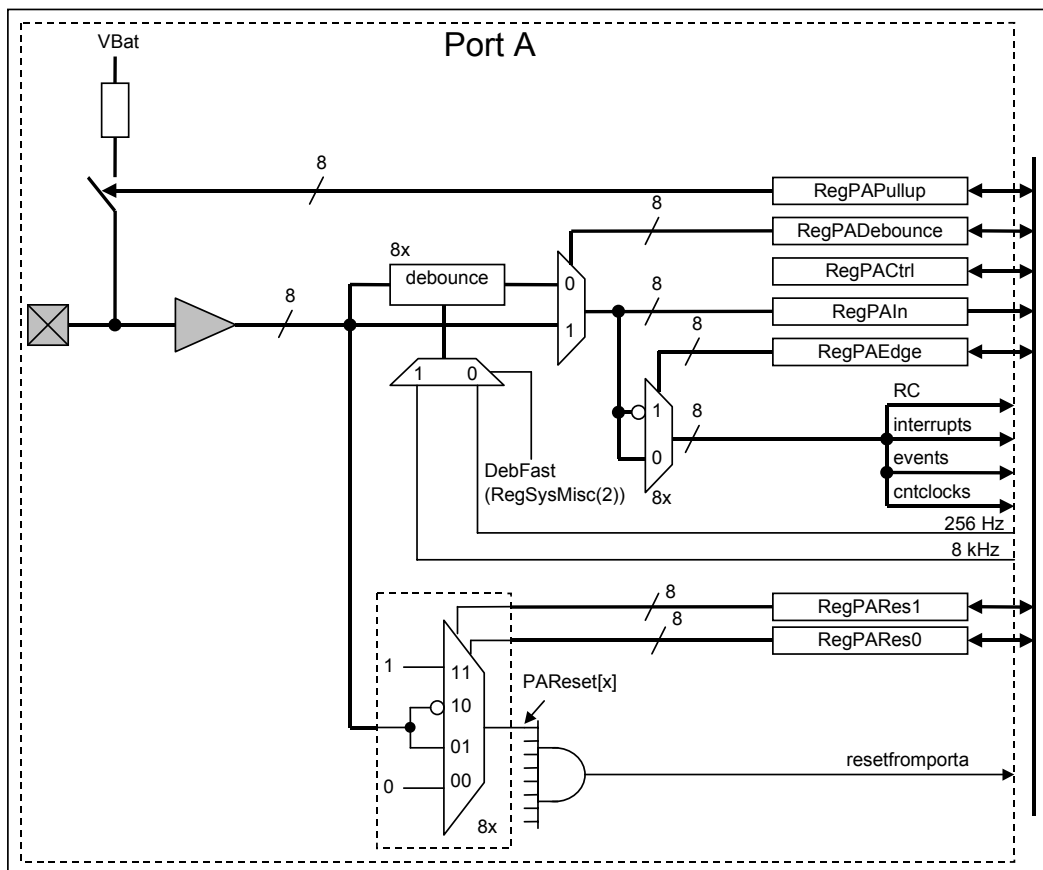 Port A
VBat
8
RegPAPullup
8
RegPADebounce
8x
debounce
0
RegPACtrl
8
8
RegPAIn
1
8
RegPAEdge
1 0
RC
1
8
interrupts
DebFast
(RegSysMisc(2))
0
events
8x
cntclocks
256 Hz
8 kHz
8
RegPARes1
8
RegPARes0
1
11
PAReset[x]
10
01
resetfromporta
0
00
8x